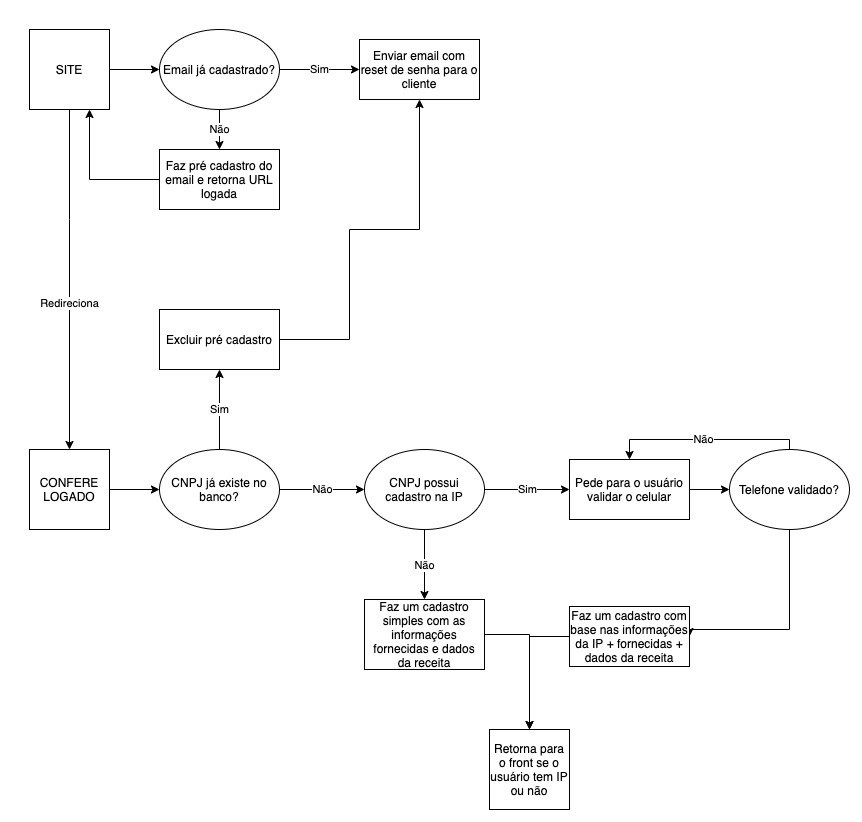 SITE
Email já cadastrado?
Sim
Enviar email com
reset de senha para o
cliente
Não
Faz pré cadastro do
email e retorna URL
logada
Redireciona
Excluir pré cadastro
Sim
CONFERE
LOGADO
CNPJ já existe no
banco?
Não
CNPJ possui
cadastro na IP
Sim
Pede para o usuário
validar o celular
Não
Telefone validado?
Não
Faz um cadastro
simples com as
informações
fornecidas e dados
da receita
Faz um cadastro com
base nas informações
da IP + fornecidas +
dados da receita
Retorna para
o front se o
usuário tem IP
ou não